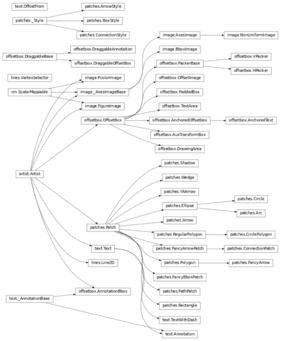 text.OffsetFrom
patches.ArrowStyle
patches._Style
patches.BoxStyle
patches.ConnectionStyle
image.AxesImage
image.NonUniformImage
offsetbox.DraggableAnnotation
offsetbox.DraggableBase
offsetbox.DraggableOffsetBox
image.BboxImage
offsetbox.VPacker
offsetbox.PackerBase
offsetbox.HPacker
lines.VertexSelector
image.PcolorImage
offsetbox.OffsetImage
cm.ScalarMappable
image._AxesImageBase
offsetbox.PaddedBox
image.FigureImage
offsetbox.TextArea
offsetbox.OffsetBox
offsetbox.AnchoredOffsetbox
offsetbox.AnchoredText
offsetbox.AuxTransformBox
offsetbox.DrawingArea
patches.Shadow
artist.Artist
patches.Wedge
patches.YAArrow
patches.Circle
patches.Ellipse
patches.Arc
patches.Arrow
patches.Patch
patches.RegularPolygon
patches.CirclePolygon
patches.FancyArrowPatch
patches.ConnectionPatch
text.Text
patches.Polygon
patches.FancyArrow
lines.Line2D
patches.FancyBboxPatch
patches.PathPatch
offsetbox.AnnotationBbox
text._AnnotationBase
patches.Rectangle
text.TextWithDash
text.Annotation